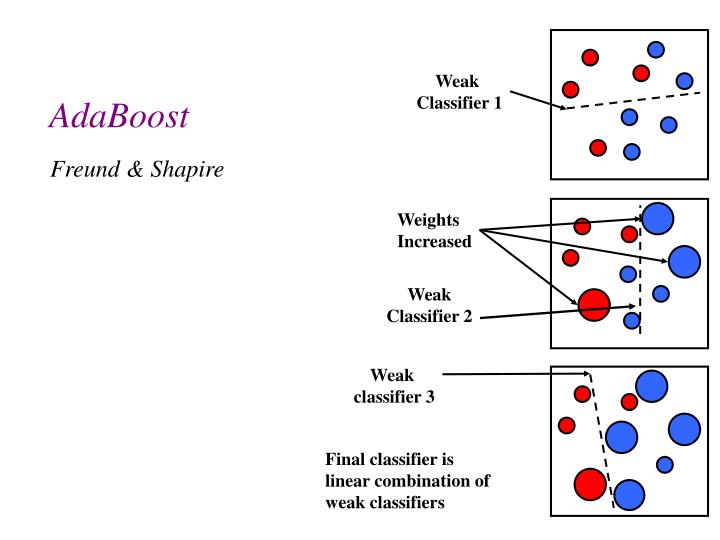 AdaBoost
Freund & Shapire
Weak
Classifier 1
Weights
Increased
Weak
Classifier 2
Weak
classifier 3
Final classifier is
linear combination of
weak classifiers